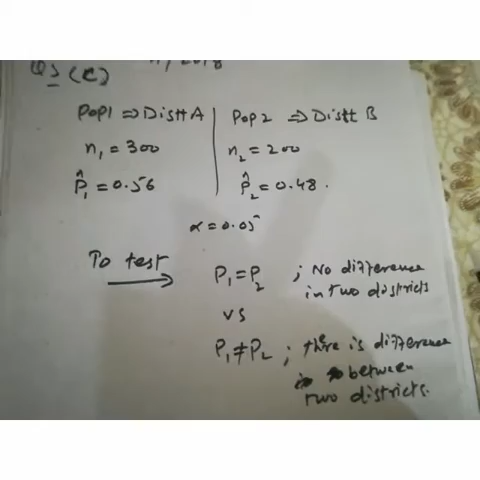 Q3 (c)
Pop1 ⇒ Distt A | Pop2 ⇒ Distt B
n₁ = 300 | n₂ = 200
P̂₁ = 0.56 | P̂₂ = 0.48.
α = 0.05
To test → P₁ = P₂ ; No difference
in two districts
vs
P₁ ≠ P₂ ; there is difference
between
two districts.